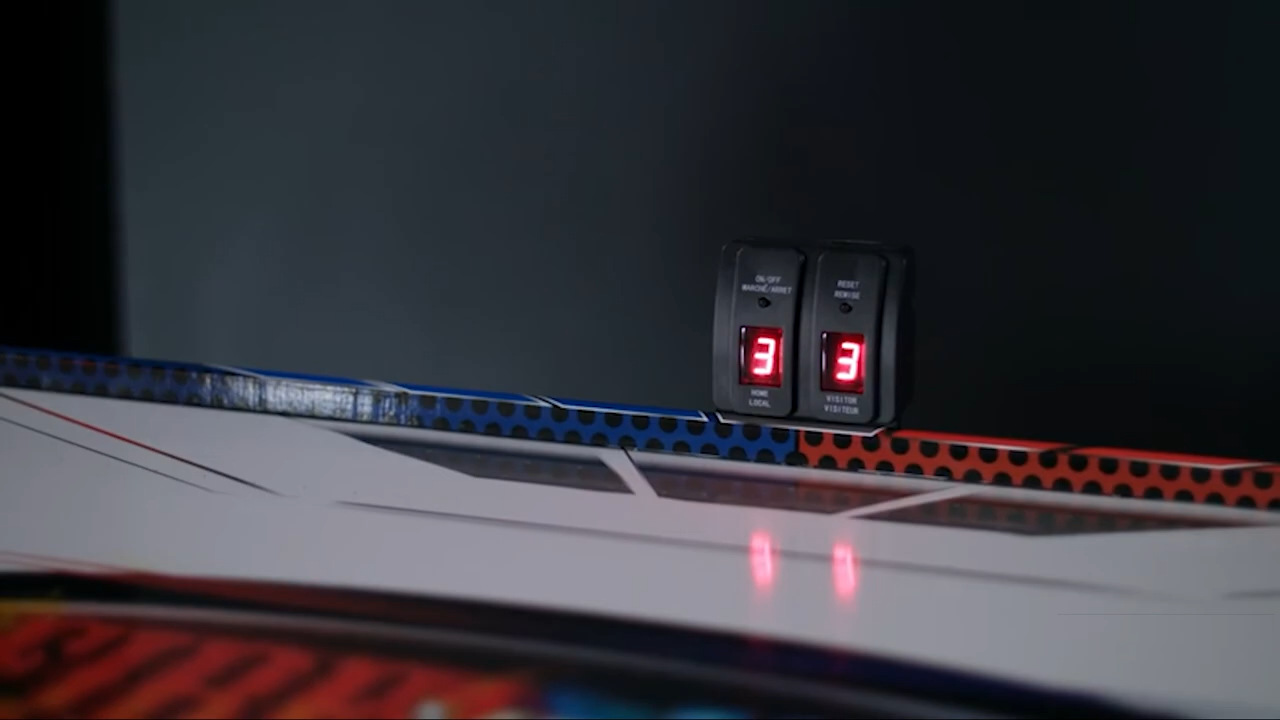 ON/OFF
MARCHE/ARRET
3
HOME
LOCAL
RESET
REMISE
3
VISITOR
VISITEUR